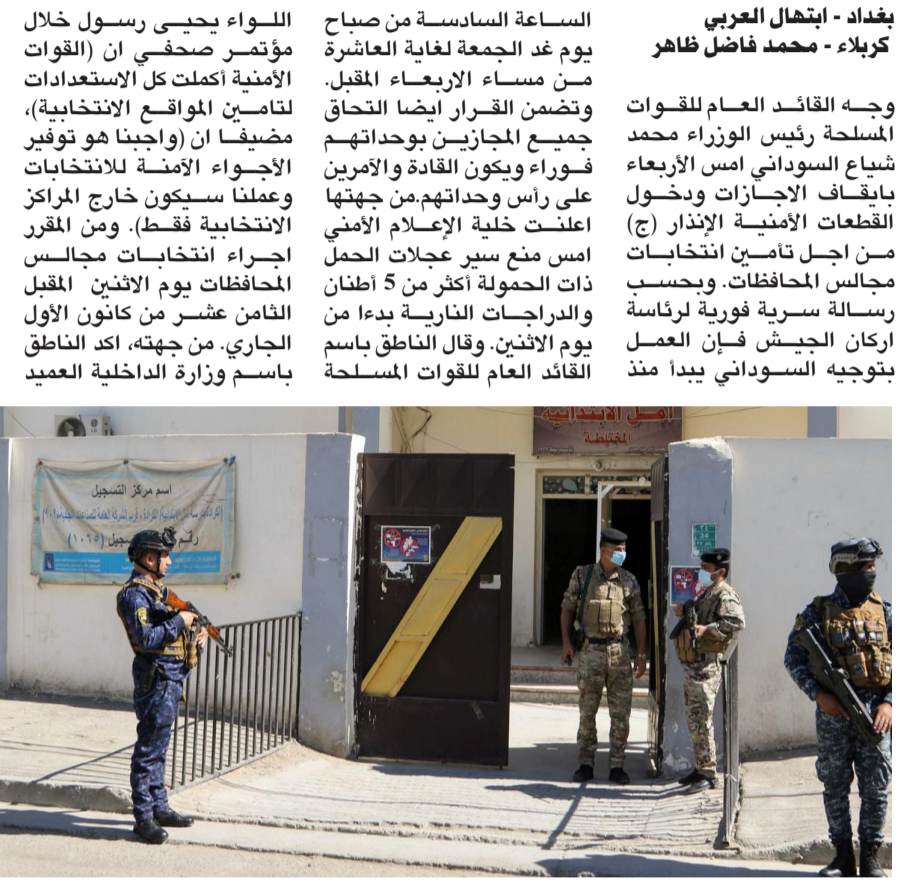 بغداد - ابتهال العربي
كربلاء - محمد فاضل ظاهر
وجه القائد العام للقوات
المسلحة رئيس الوزراء محمد
شياع السوداني امس الأربعاء
بايقاف الاجازات ودخول
القطعات الأمنية الإنذار (ج)
من اجل تأمين انتخابات
مجالس المحافظات. وبحسب
رسالة سرية فورية لرئاسة
اركان الجيش فإن العمل
بتوجيه السوداني يبدأ منذ
الساعة السادسة من صباح
يوم غد الجمعة لغاية العاشرة
من مساء الاربعاء المقبل.
وتضمن القرار ايضا التحاق
جميع المجازين بوحداتهم
فوراء ويكون القادة والآمرين
على رأس وحداتهم.من جهتها
اعلنت خلية الإعلام الأمني
امس منع سير عجلات الحمل
ذات الحمولة أكثر من 5 أطنان
والدراجات النارية بدءا من
يوم الاثنين. وقال الناطق باسم
القائد العام للقوات المسلحة
اللواء يحيى رسول خلال
مؤتمر صحفي ان (القوات
الأمنية أكملت كل الاستعدادات
لتامين المواقع الانتخابية)،
مضيفا ان (واجبنا هو توفير
الأجواء الآمنة للانتخابات
وعملنا سيكون خارج المراكز
الانتخابية فقط). ومن المقرر
اجراء انتخابات مجالس
المحافظات يوم الاثنين المقبل
الثامن عشر من كانون الأول
الجاري. من جهته، اكد الناطق
باسم وزارة الداخلية العميد
أمل الابتدائية
المختلطة
اسم مركز التسجيل
رقم
سجيل (١٠٦٥)